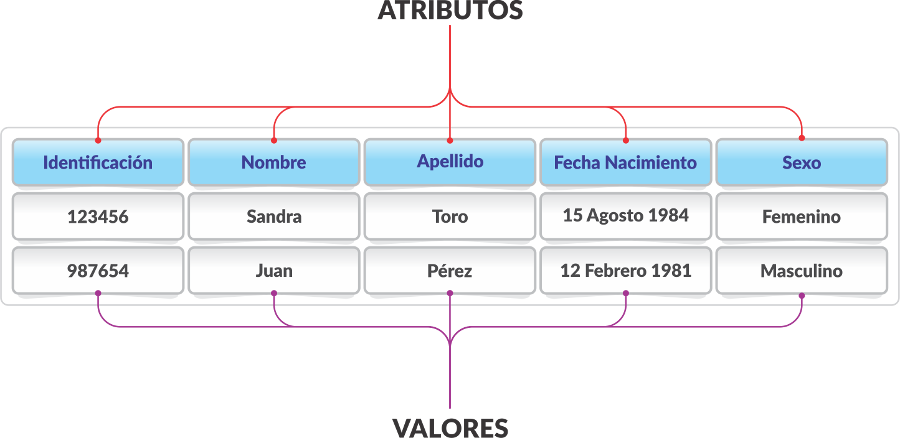 ATRIBUTOS
Identificación Nombre Apellido Fecha Nacimiento Sexo
123456 Sandra Toro 15 Agosto 1984 Femenino
987654 Juan Pérez 12 Febrero 1981 Masculino
VALORES